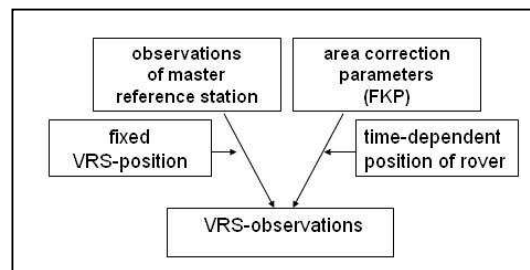 observations
of master
reference station
area correction
parameters
(FKP)
fixed
VRS-position
time-dependent
position of rover
VRS-observations